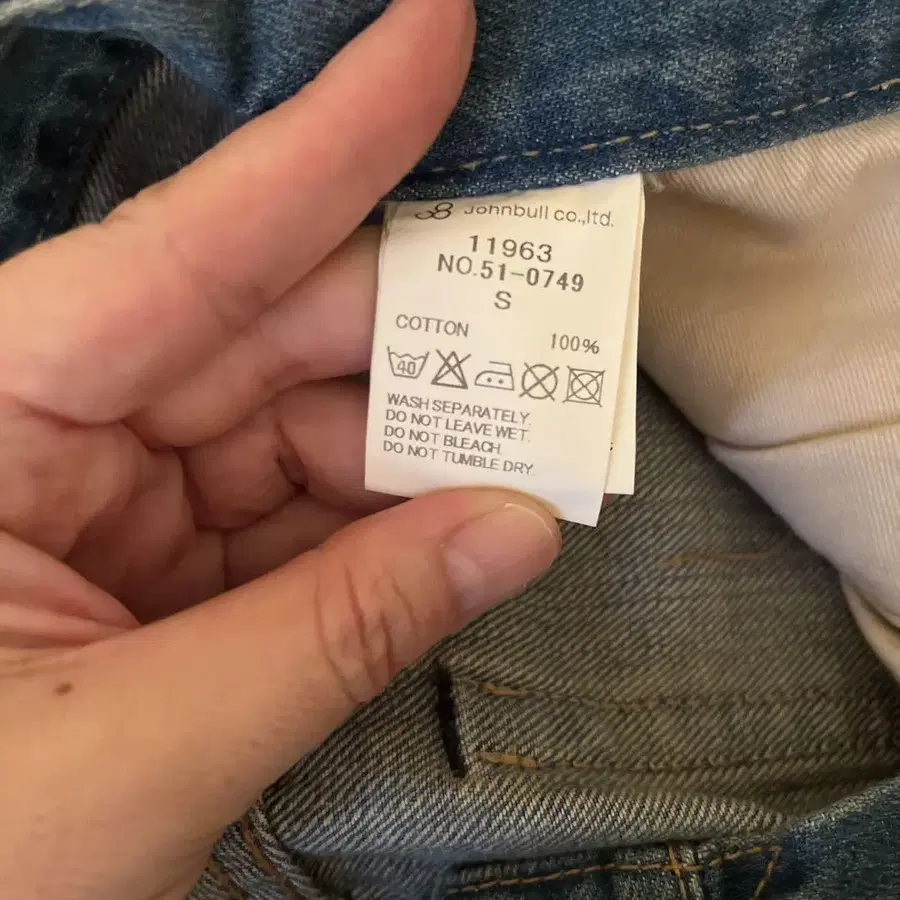 Johnbull co.,ltd.
11963
NO.51-0749
S
COTTON 100%
40
WASH SEPARATELY.
DO NOT LEAVE WET.
DO NOT BLEACH.
DO NOT TUMBLE DRY.